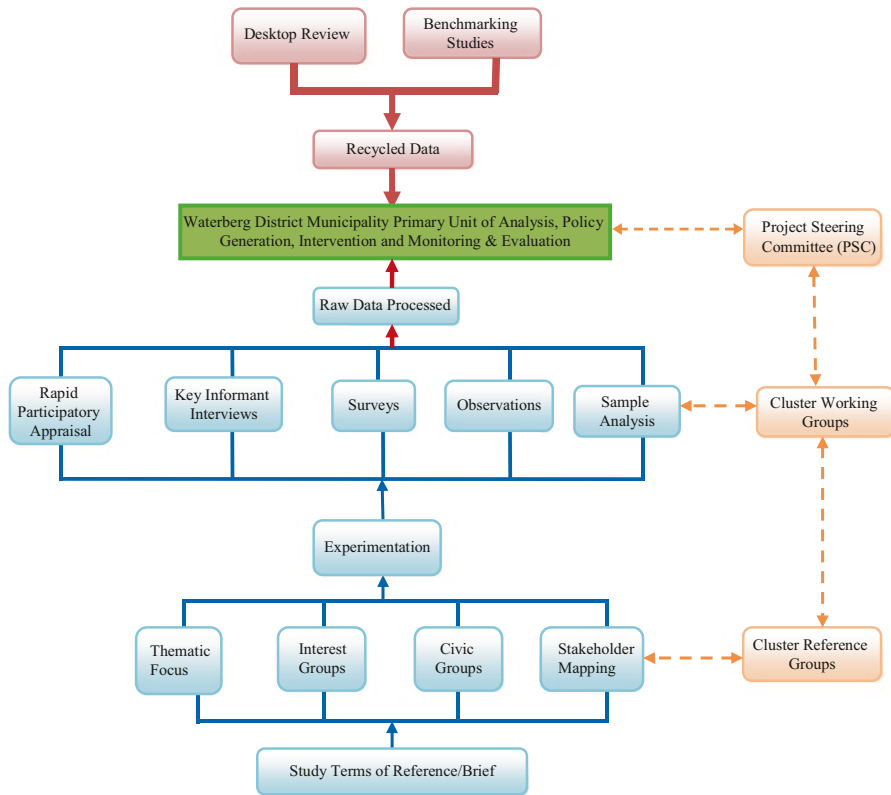 Desktop Review
Benchmarking
Studies
Recycled Data
Waterberg District Municipality Primary Unit of Analysis, Policy
Generation, Intervention and Monitoring & Evaluation
Project Steering
Committee (PSC)
Raw Data Processed
Rapid
Participatory
Appraisal
Key Informant
Interviews
Surveys
Observations
Sample
Analysis
Cluster Working
Groups
Experimentation
Thematic
Focus
Interest
Groups
Civic
Groups
Stakeholder
Mapping
Cluster Reference
Groups
Study Terms of Reference/Brief